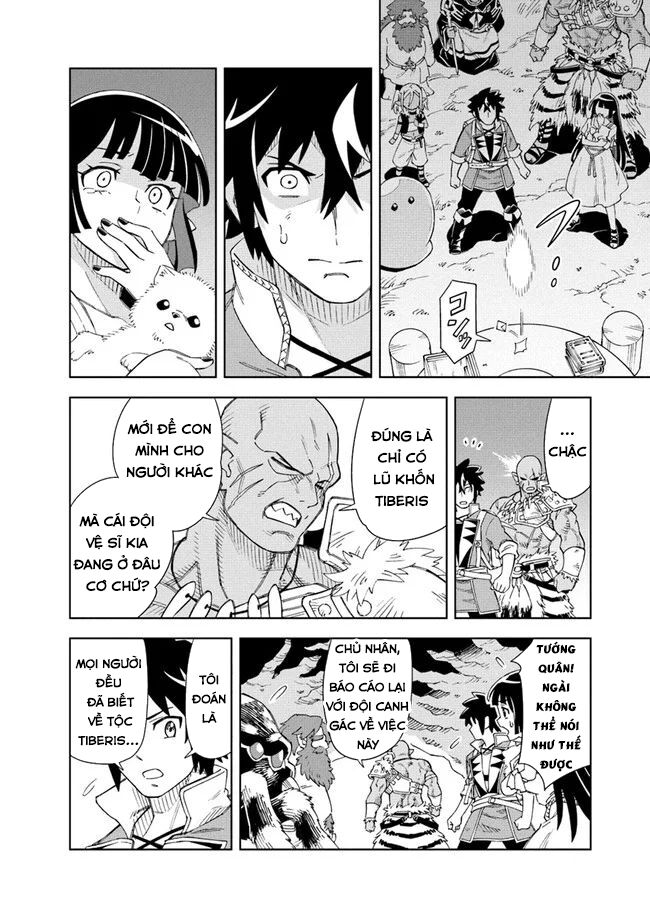 コツッ
...
CHẬC
ĐÚNG LÀ
CHỈ CÓ
LŨ KHỐN
TIBERIS
MỚI ĐỂ CON
MÌNH CHO
NGƯỜI KHÁC
MÀ CÁI ĐỘI
VỆ SĨ KIA
ĐANG Ở ĐÂU
CƠ CHỨ?
TƯỚNG
QUÂN!
NGÀI
KHÔNG
THỂ NÓI
NHƯ THẾ
ĐƯỢC
CHỦ NHÂN,
TÔI SẼ ĐI
BÁO CÁO LẠI
VỚI ĐỘI CANH
GÁC VỀ VIỆC
NÀY
TÔI
ĐOÁN
LÀ
MỌI NGƯỜI
ĐỀU
ĐÃ BIẾT
VỀ TỘC
TIBERIS...